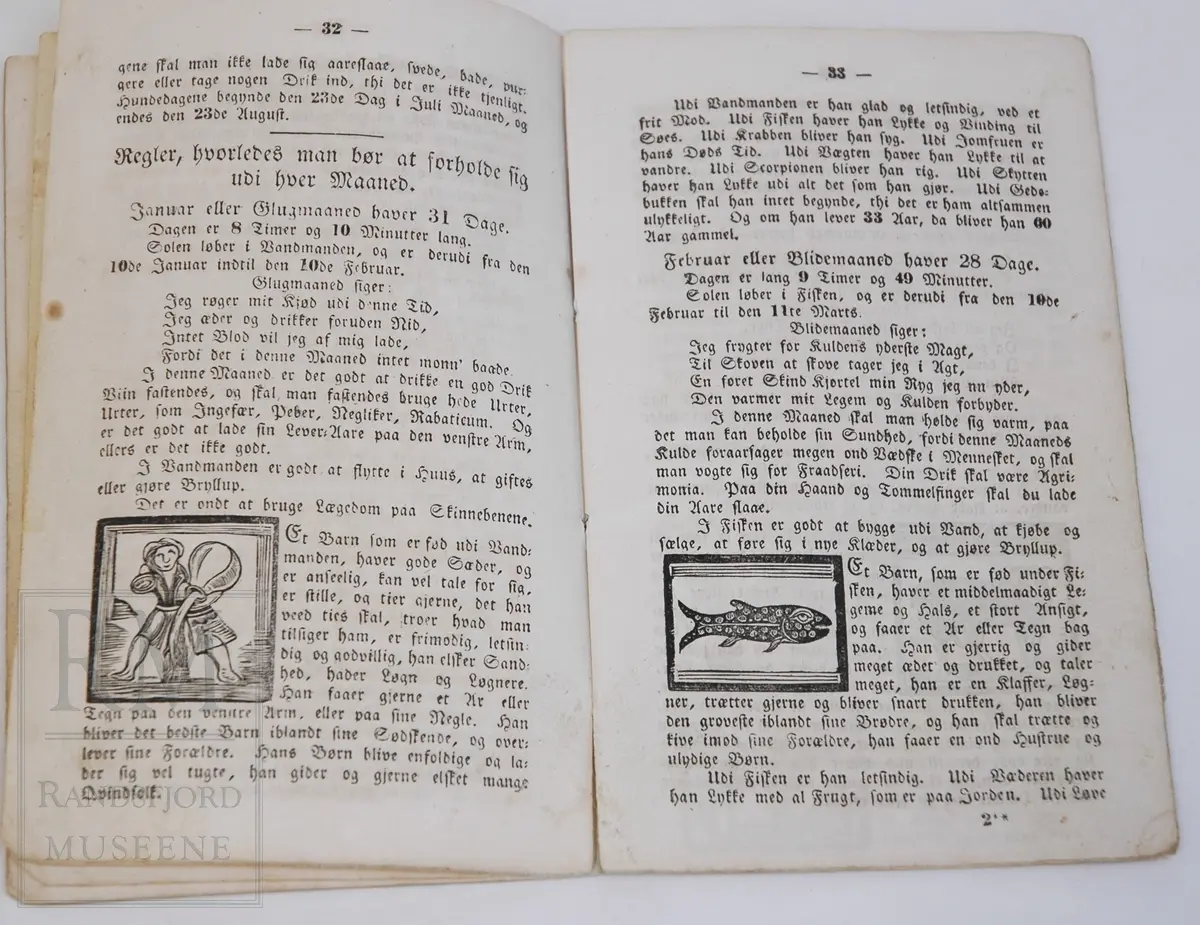 — 32 —
gene skal man ikke lade sig aareslaae, svede, bade, pur-
gere eller tage nogen Drik ind, thi det er ikke tjenligt.
Hundedagene begynde den 23de Dag i Juli Maaned, og
endes den 23de August.
Regler, hvorledes man bør at forholde sig
udi hver Maaned.
Januar eller Glugmaaned haver 31 Dage.
Dagen er 8 Timer og 10 Minutter lang.
Solen løber i Vandmanden, og er derudi fra den
10de Januar indtil den 10de Februar.
Glugmaaned siger:
Jeg røger mit Kjød udi denne Tid,
Jeg æder og drikker foruden Nid,
Intet Blod vil jeg af mig lade,
Fordi det i denne Maaned intet monn' baade.
I denne Maaned er det godt at drikke en god Drik
Viin fastendes, og skal man fastendes bruge hede Urter,
Urter, som Ingefær, Peber, Negliker, Rabaticum. Og
er det godt at lade sin Lever-Aare paa den venstre Arm,
ellers er det ikke godt.
I Vandmanden er godt at flytte i Huus, at giftes
eller gjøre Bryllup.
Det er ondt at bruge Lægedom paa Skinnebenene.
Et Barn som er fød udi Vand-
manden, haver gode Sæder, og
er anseelig, kan vel tale for sig,
er stille, og tier gjerne, det han
veed ties skal, troer hvad man
tilsiger ham, er frimodig, letsin-
dig og godvillig, han elsker Sand-
hed, hader Løgn og Løgnere.
Han faaer gjerne et Ar eller
Tegn paa den venstre Arm, eller paa sine Negle. Han
bliver det bedste Barn iblandt sine Sødskende, og over-
lever sine Forældre. Hans Børn blive enfoldige og la-
der sig vel tugte, han gider og gjerne elsket mange
Qvindfolk.
RANDSFJORD
MUSEENE
— 33 —
Udi Vandmanden er han glad og letsindig, ved et
frit Mod. Udi Fisken haver han Lykke og Vinding til
Søes. Udi Krabben bliver han syg. Udi Jomfruen er
hans Døds Tid. Udi Vægten haver han Lykke til at
vandre. Udi Scorpionen bliver han rig. Udi Skytten
haver han Lykke udi alt det som han gjør. Udi Gede-
bukken skal han intet begynde, thi det er ham altsammen
ulykkeligt. Og om han lever 33 Aar, da bliver han 60
Aar gammel.
Februar eller Blidemaaned haver 28 Dage.
Dagen er lang 9 Timer og 49 Minutter.
Solen løber i Fisken, og er derudi fra den 10de
Februar til den 11te Marts.
Blidemaaned siger:
Jeg frygter for Kuldens yderste Magt,
Til Skoven at skove tager jeg i Agt,
En foret Skind Kjortel min Ryg jeg nu yder,
Den varmer mit Legem og Kulden forbyder.
I denne Maaned skal man holde sig varm, paa
det man kan beholde sin Sundhed, fordi denne Maaneds
Kulde foraarsager megen ond Vædske i Mennesket, og skal
man vogte sig for Fraadseri. Din Drik skal være Agri-
monia. Paa din Haand og Tommelfinger skal du lade
din Aare slaae.
I Fisken er godt at bygge udi Vand, at kjøbe og
sælge, at føre sig i nye Klæder, og at gjøre Bryllup.
Et Barn, som er fød under Fi-
sken, haver et middelmaadigt Le-
geme og Hals, et stort Ansigt,
og faaer et Ar eller Tegn bag
paa. Han er gjerrig og gider
meget ædet og drukket, og taler
meget, han er en Klaffer, Løg-
ner, trætter gjerne og bliver snart drukken, han bliver
den groveste iblandt sine Brødre, og han skal trætte og
kive imod sine Forældre, han faaer en ond Hustrue og
ulydige Børn.
Udi Fisken er han letsindig. Udi Væderen haver
han Lykke med al Frugt, som er paa Jorden. Udi Løve
2**